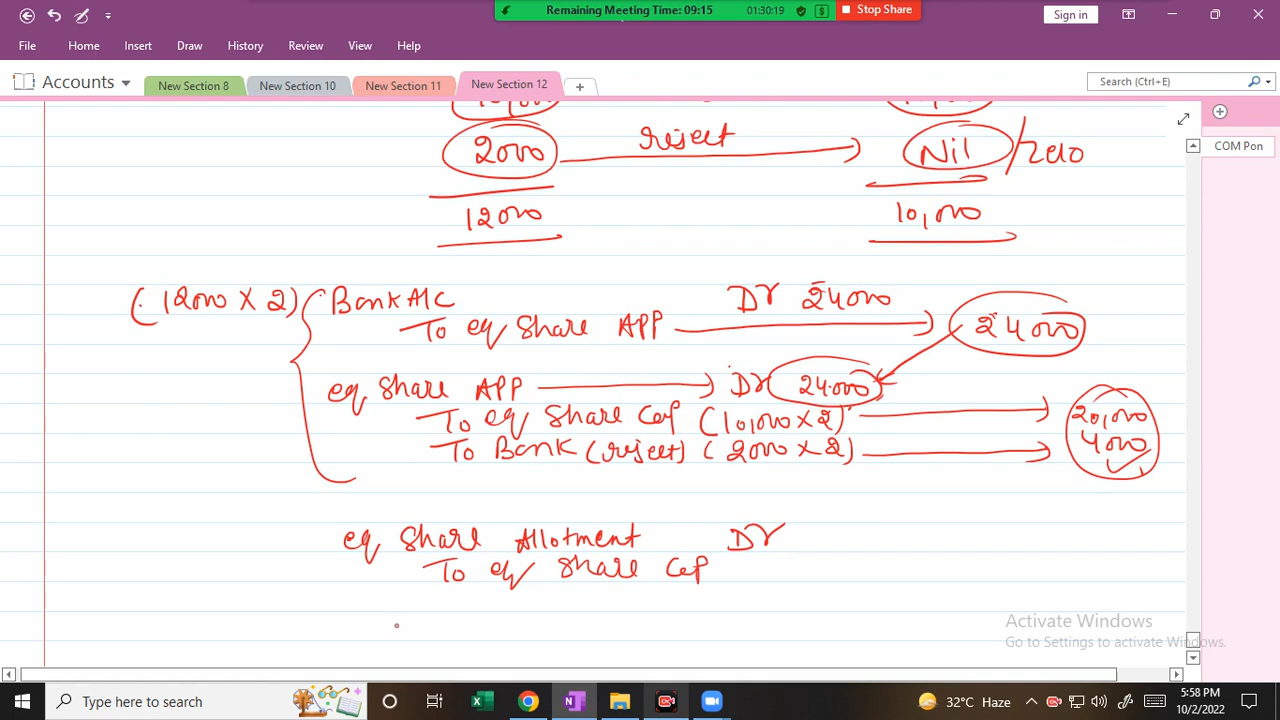 Remaining Meeting Time: 09:15
01:30:19
Stop Share
Sign in
File Home Insert Draw History Review View Help
Accounts New Section 8 New Section 10 New Section 11 New Section 12 Search (Ctrl+E)
COM Pon
2000 reject Nil/zero
12000 10,000
(12000 X 2) Bank A/C Dr 24000
To eq Share APP 24000
eq Share APP Dr 24000
To eq Share Cap (10,000 X 2) 20,000
To Bank (reject) (2000 X 2) 4000
eq Share Allotment Dr
To eq Share Cap
Activate Windows
Go to Settings to activate Windows.
Type here to search
32°C Haze
5:58 PM
10/2/2022